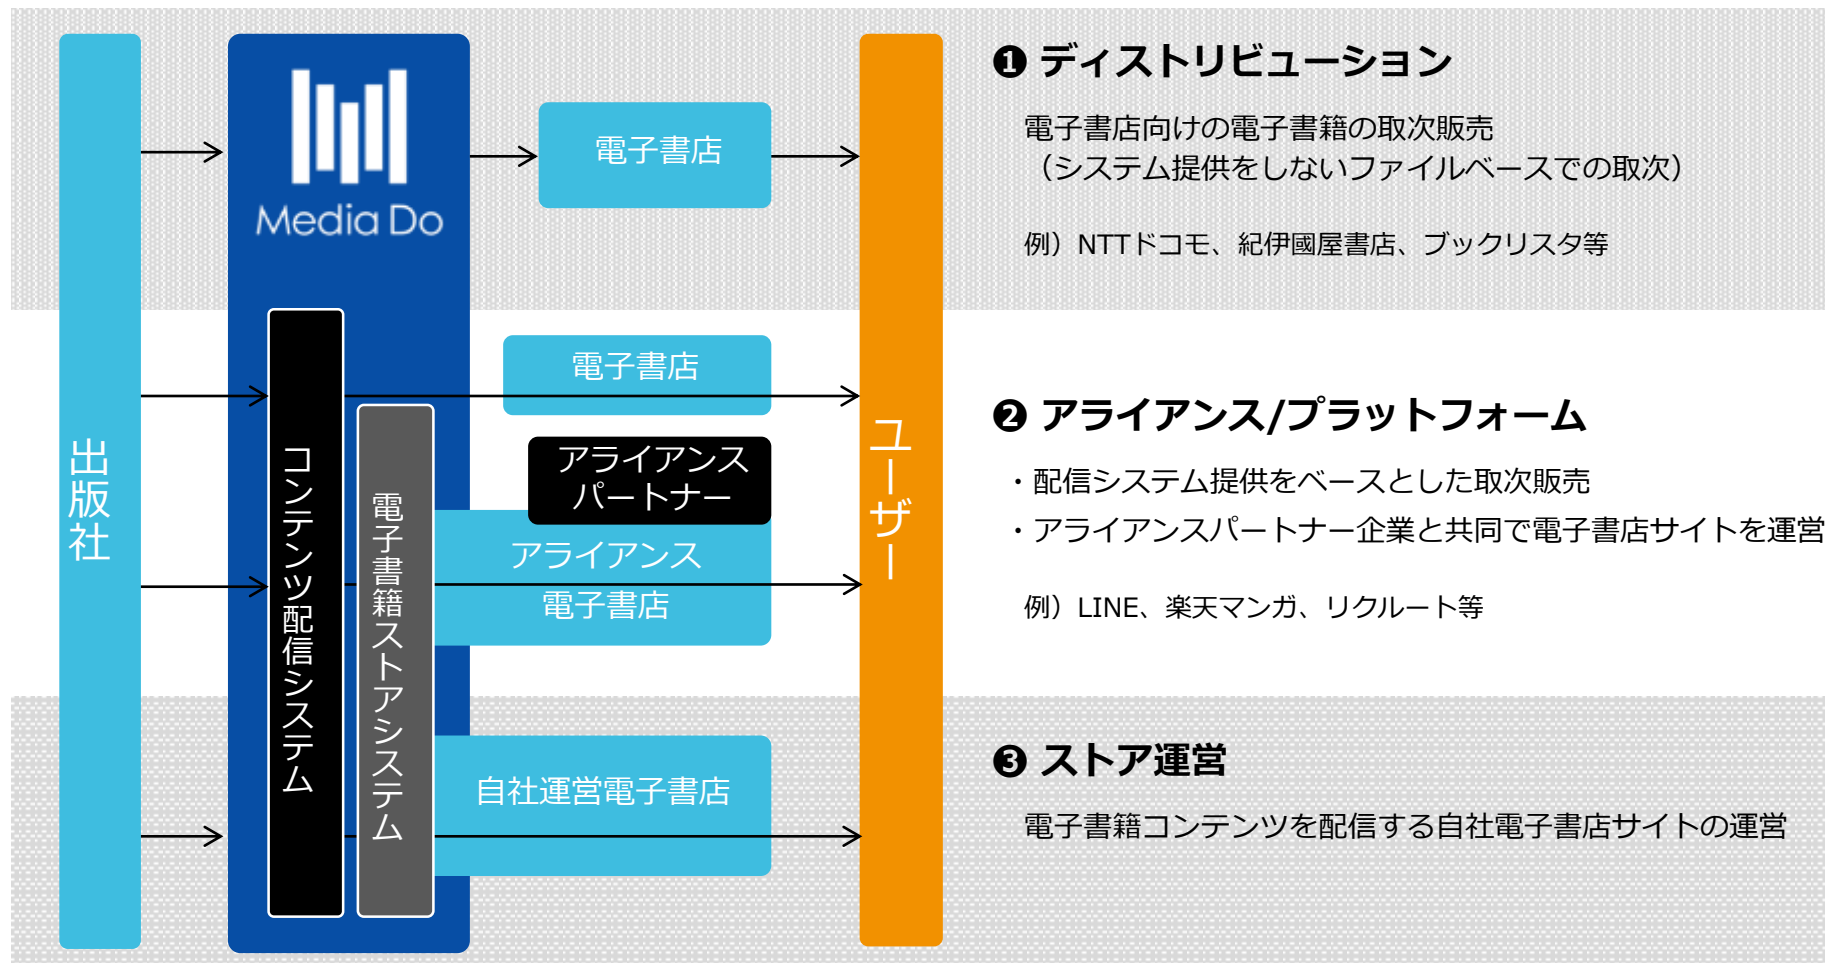 出版社
Media Do
コンテンツ配信システム
電子書籍ストアシステム
電子書店
電子書店
アライアンス
パートナー
アライアンス
電子書店
自社運営電子書店
ユーザー
❶ ディストリビューション
電子書店向けの電子書籍の取次販売
（システム提供をしないファイルベースでの取次）
例）NTTドコモ、紀伊國屋書店、ブックリスタ等
❷ アライアンス/プラットフォーム
・配信システム提供をベースとした取次販売
・アライアンスパートナー企業と共同で電子書店サイトを運営
例）LINE、楽天マンガ、リクルート等
❸ ストア運営
電子書籍コンテンツを配信する自社電子書店サイトの運営